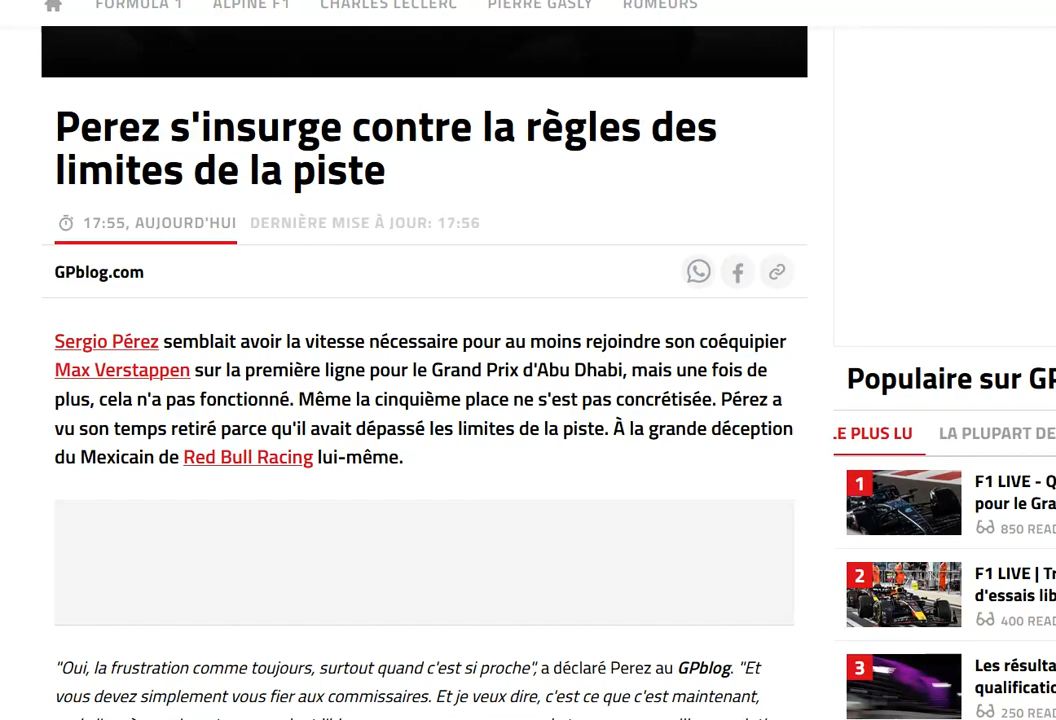 FORMULA 1 ALPINE F1 CHARLES LECLERC PIERRE GASLY RUMEURS
Perez s'insurge contre la règles des
limites de la piste
17:55, AUJOURD'HUI DERNIÈRE MISE À JOUR: 17:56
GPblog.com
Sergio Pérez semblait avoir la vitesse nécessaire pour au moins rejoindre son coéquipier
Max Verstappen sur la première ligne pour le Grand Prix d'Abu Dhabi, mais une fois de
plus, cela n'a pas fonctionné. Même la cinquième place ne s'est pas concrétisée. Pérez a
vu son temps retiré parce qu'il avait dépassé les limites de la piste. À la grande déception
du Mexicain de Red Bull Racing lui-même.
"Oui, la frustration comme toujours, surtout quand c'est si proche", a déclaré Perez au GPblog. "Et
vous devez simplement vous fier aux commissaires. Et je veux dire, c'est ce que c'est maintenant,
Populaire sur GP
LE PLUS LU LA PLUPART DE
1
F1 LIVE - Q
pour le Gra
850 READ
2
F1 LIVE | Tr
d'essais lib
400 READ
3
Les résulta
qualificatio
250 READ